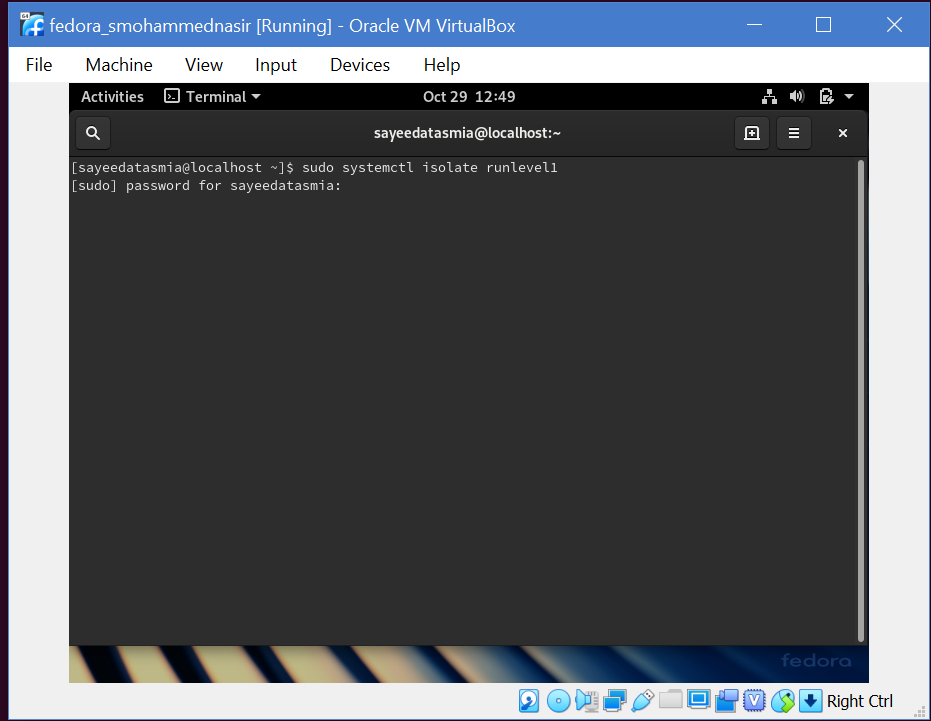 fedora_smohammednasir [Running] - Oracle VM VirtualBox
File Machine View Input Devices Help
Activities Terminal Oct 29 12:49
sayeedatasmia@localhost:~
[sayeedatasmia@localhost ~]$ sudo systemctl isolate runlevel1
[sudo] password for sayeedatasmia:
fedora
Right Ctrl